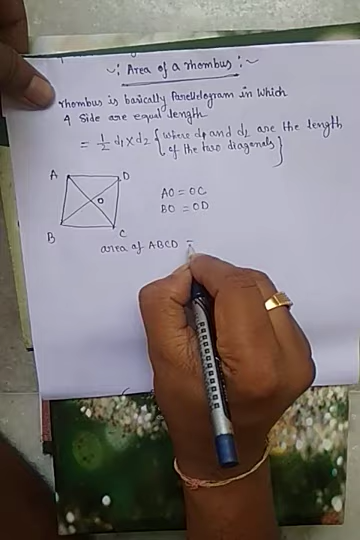 ~: Area of a rhombus :~
rhombus is basically Parellelogram in Which
4 Side are equal length
= 1/2 d1 × d2 {where d1 and d2 are the length
of the two diagonals}
A D
O
B C
AO = OC
BO = OD
area of ABCD =